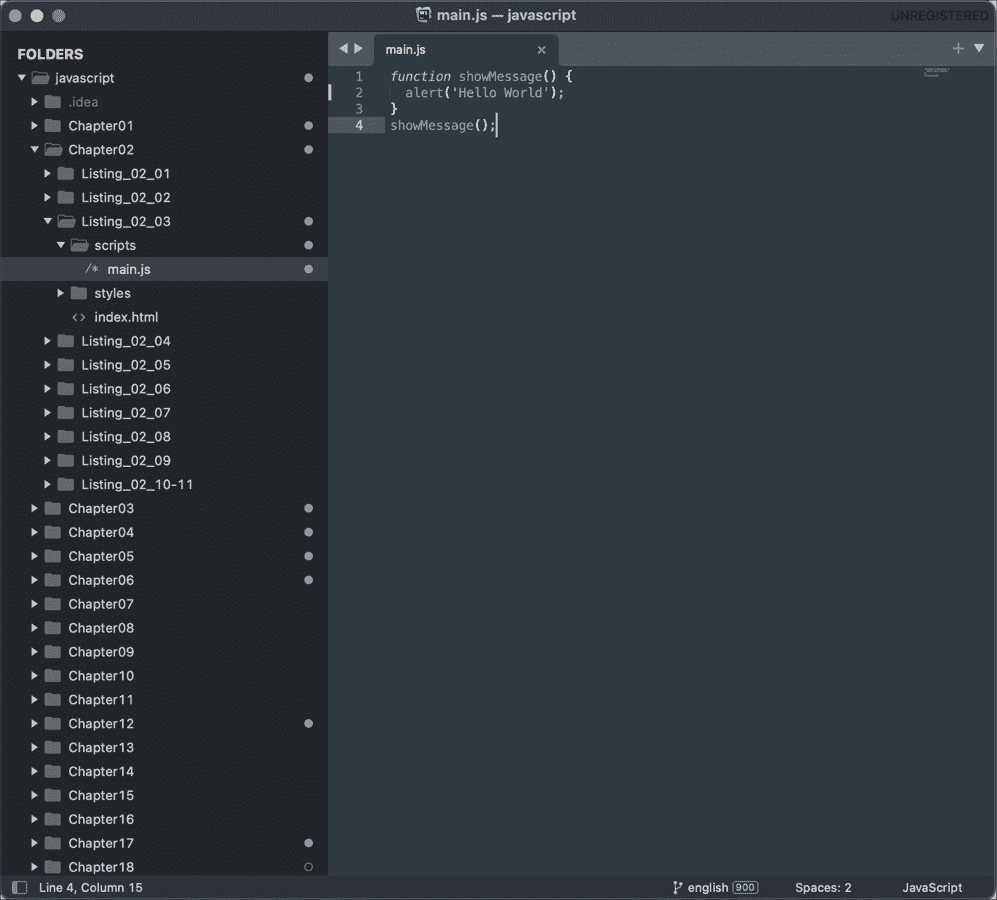 main.js — javascript
UNREGISTERED
FOLDERS
javascript
.idea
Chapter01
Chapter02
Listing_02_01
Listing_02_02
Listing_02_03
scripts
/* main.js
styles
<> index.html
Listing_02_04
Listing_02_05
Listing_02_06
Listing_02_07
Listing_02_08
Listing_02_09
Listing_02_10-11
Chapter03
Chapter04
Chapter05
Chapter06
Chapter07
Chapter08
Chapter09
Chapter10
Chapter11
Chapter12
Chapter13
Chapter14
Chapter15
Chapter16
Chapter17
Chapter18
main.js
1 function showMessage() {
2   alert('Hello World');
3 }
4 showMessage();
Line 4, Column 15
english 900
Spaces: 2
JavaScript